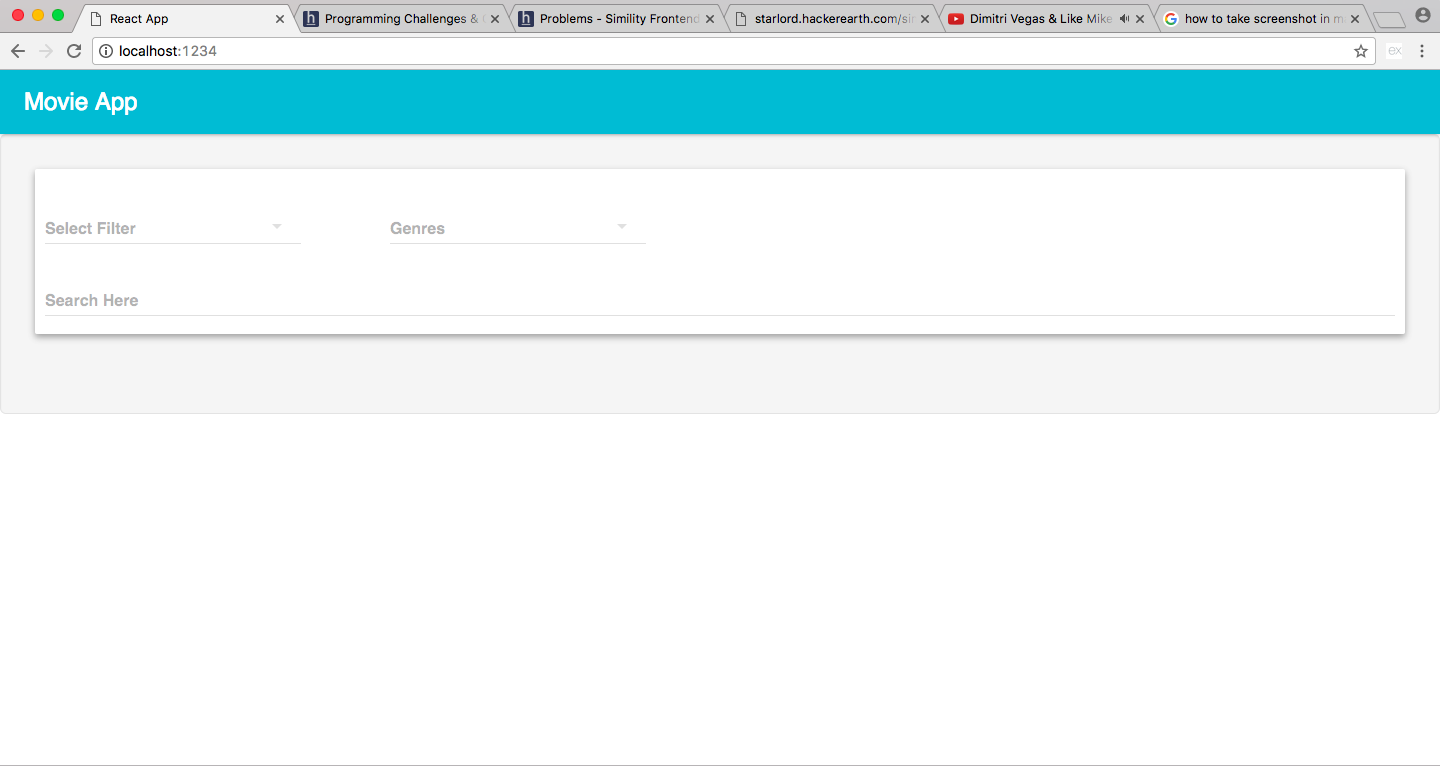 React App
Programming Challenges &
Problems - Simility Frontend
starlord.hackerearth.com/si
Dimitri Vegas & Like Mike
how to take screenshot in m
localhost:1234
ex
Movie App
Select Filter
Genres
Search Here